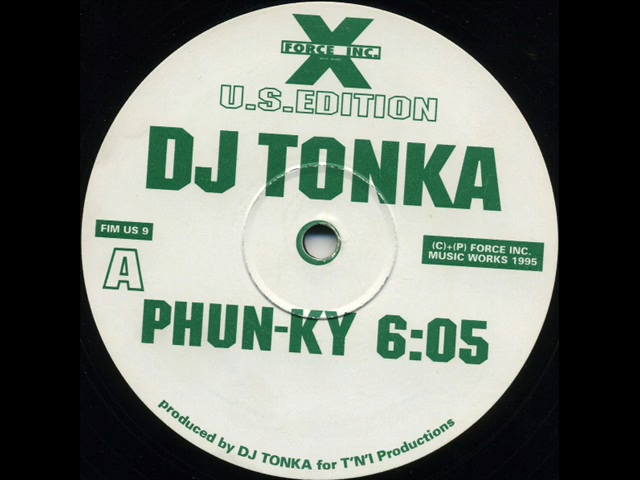 X
FORCE INC.
U.S.EDITION
DJ TONKA
FIM US 9
A
(C)+(P) FORCE INC.
MUSIC WORKS 1995
PHUN-KY 6:05
produced by DJ TONKA for T'N'I Productions